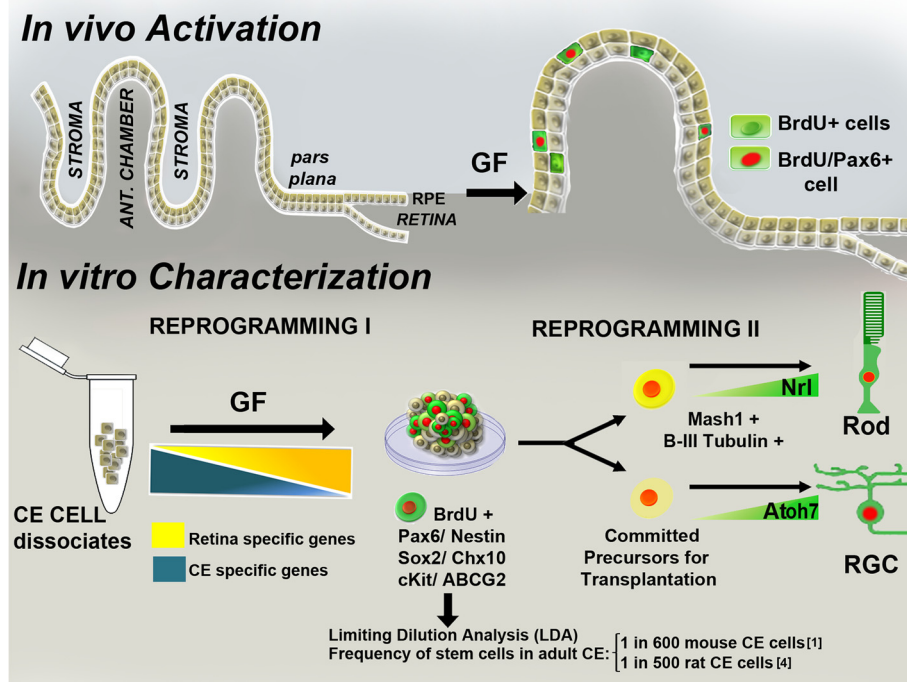 In vivo Activation
STROMA
ANT. CHAMBER
STROMA
pars
plana
RPE
RETINA
GF
BrdU+ cells
BrdU/Pax6+
cell
In vitro Characterization
REPROGRAMMING I
REPROGRAMMING II
GF
CE CELL
dissociates
Retina specific genes
CE specific genes
BrdU +
Pax6/ Nestin
Sox2/ Chx10
cKit/ ABCG2
Mash1 +
B-III Tubulin +
Nrl
Rod
Committed
Precursors for
Transplantation
Atoh7
RGC
Limiting Dilution Analysis (LDA)
Frequency of stem cells in adult CE:
1 in 600 mouse CE cells[1]
1 in 500 rat CE cells[4]